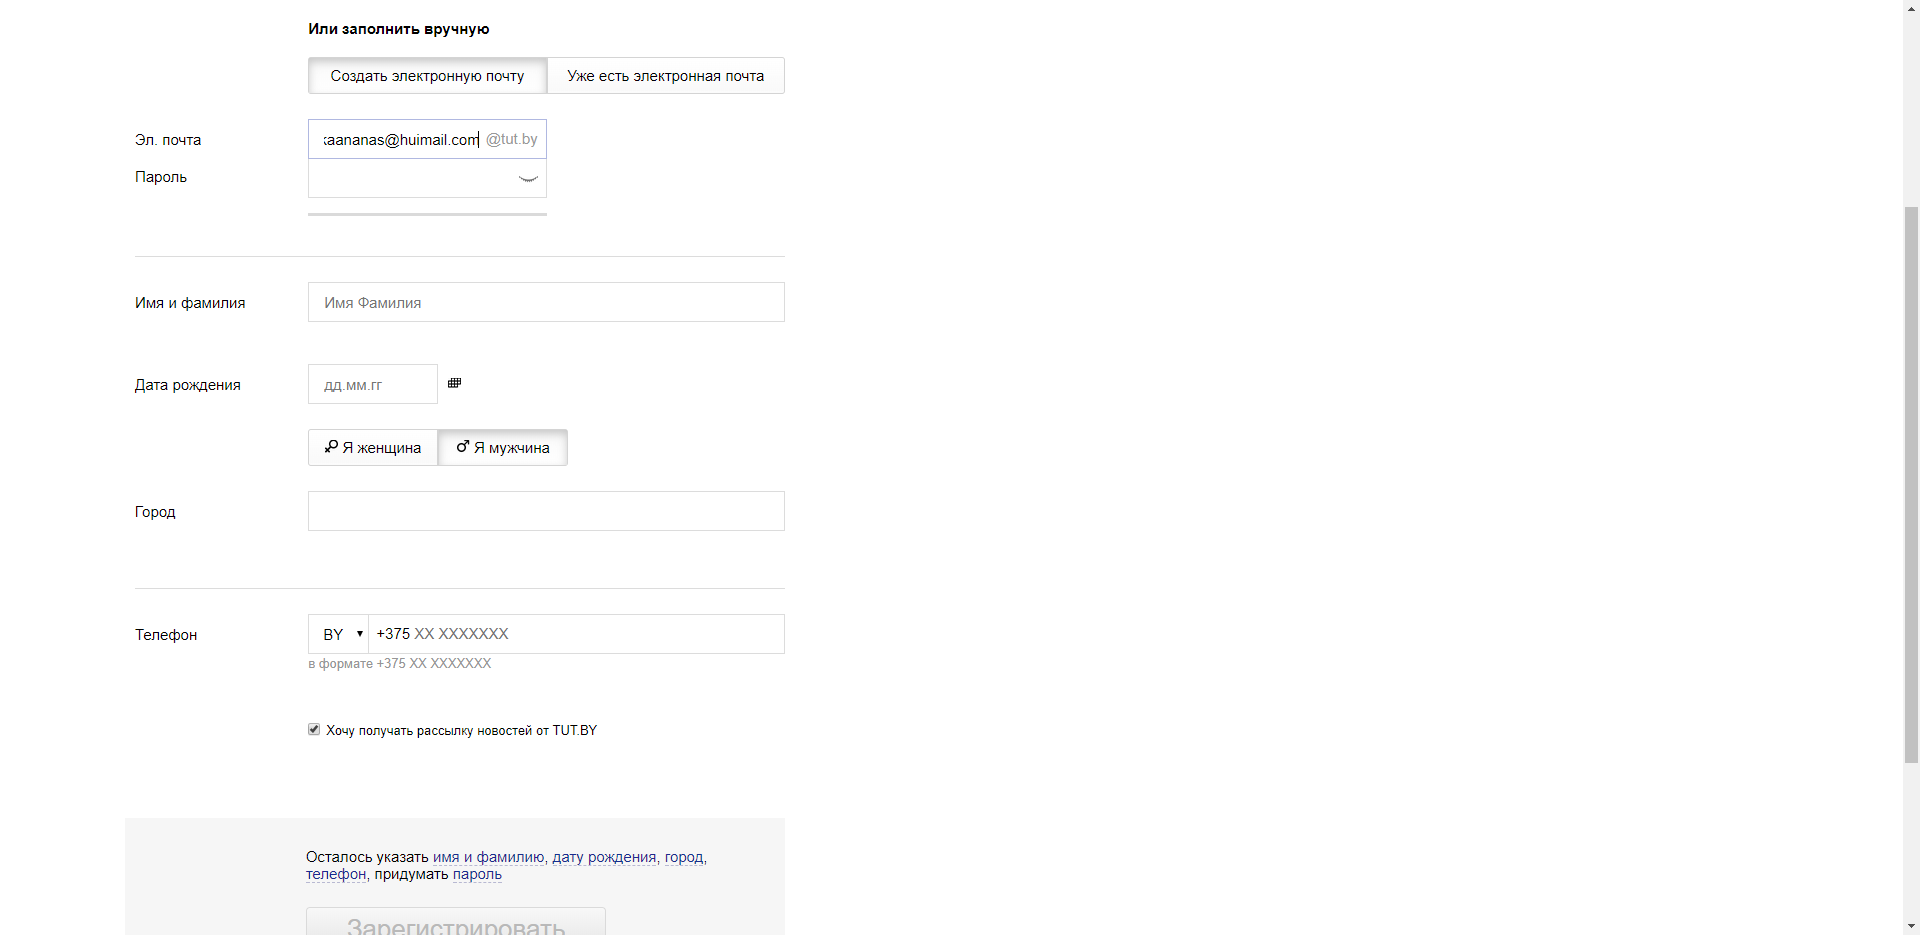 Или заполнить вручную
Создать электронную почту Уже есть электронная почта
Эл. почта
kaananas@huimail.com @tut.by
Пароль
Имя и фамилия
Имя Фамилия
Дата рождения
дд.мм.гг
Я женщина Я мужчина
Город
Телефон
BY +375 XX XXXXXXX
в формате +375 XX XXXXXXX
Хочу получать рассылку новостей от TUT.BY
Осталось указать имя и фамилию, дату рождения, город,
телефон, придумать пароль
Зарегистрировать